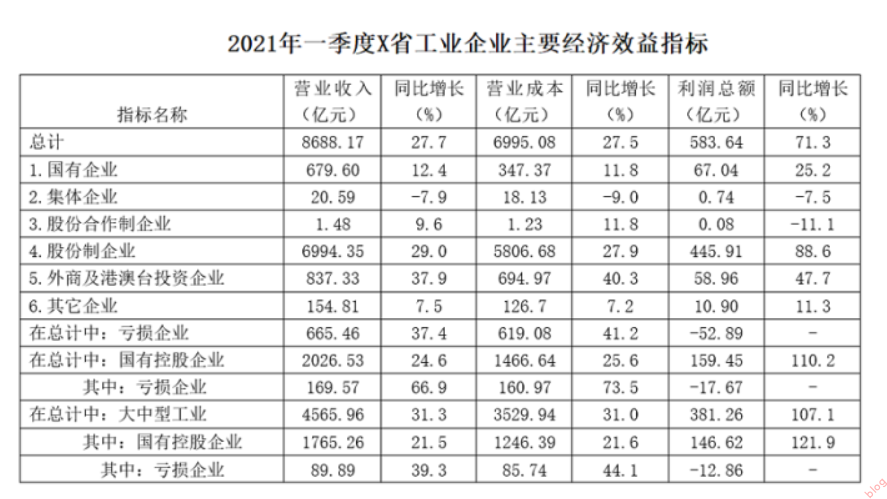 2021年一季度X省工业企业主要经济效益指标
指标名称 营业收入（亿元） 同比增长（%） 营业成本（亿元） 同比增长（%） 利润总额（亿元） 同比增长（%）
总计 8688.17 27.7 6995.08 27.5 583.64 71.3
1.国有企业 679.60 12.4 347.37 11.8 67.04 25.2
2.集体企业 20.59 -7.9 18.13 -9.0 0.74 -7.5
3.股份合作制企业 1.48 9.6 1.23 11.8 0.08 -11.1
4.股份制企业 6994.35 29.0 5806.68 27.9 445.91 88.6
5.外商及港澳台投资企业 837.33 37.9 694.97 40.3 58.96 47.7
6.其它企业 154.81 7.5 126.7 7.2 10.90 11.3
在总计中：亏损企业 665.46 37.4 619.08 41.2 -52.89 -
在总计中：国有控股企业 2026.53 24.6 1466.64 25.6 159.45 110.2
其中：亏损企业 169.57 66.9 160.97 73.5 -17.67 -
在总计中：大中型工业 4565.96 31.3 3529.94 31.0 381.26 107.1
其中：国有控股企业 1765.26 21.5 1246.39 21.6 146.62 121.9
其中：亏损企业 89.89 39.3 85.74 44.1 -12.86 -
blog